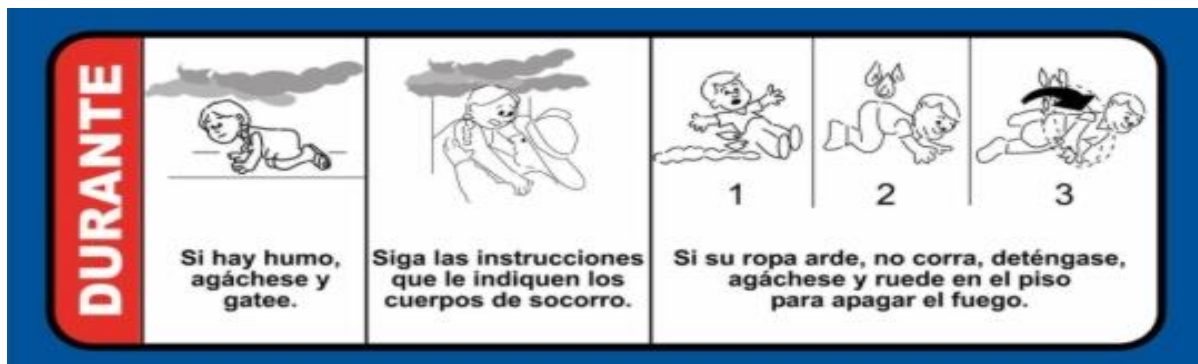 DURANTE
Si hay humo,
agáchese y
gatee.
Siga las instrucciones
que le indiquen los
cuerpos de socorro.
1
2
3
Si su ropa arde, no corra, deténgase,
agáchese y ruede en el piso
para apagar el fuego.